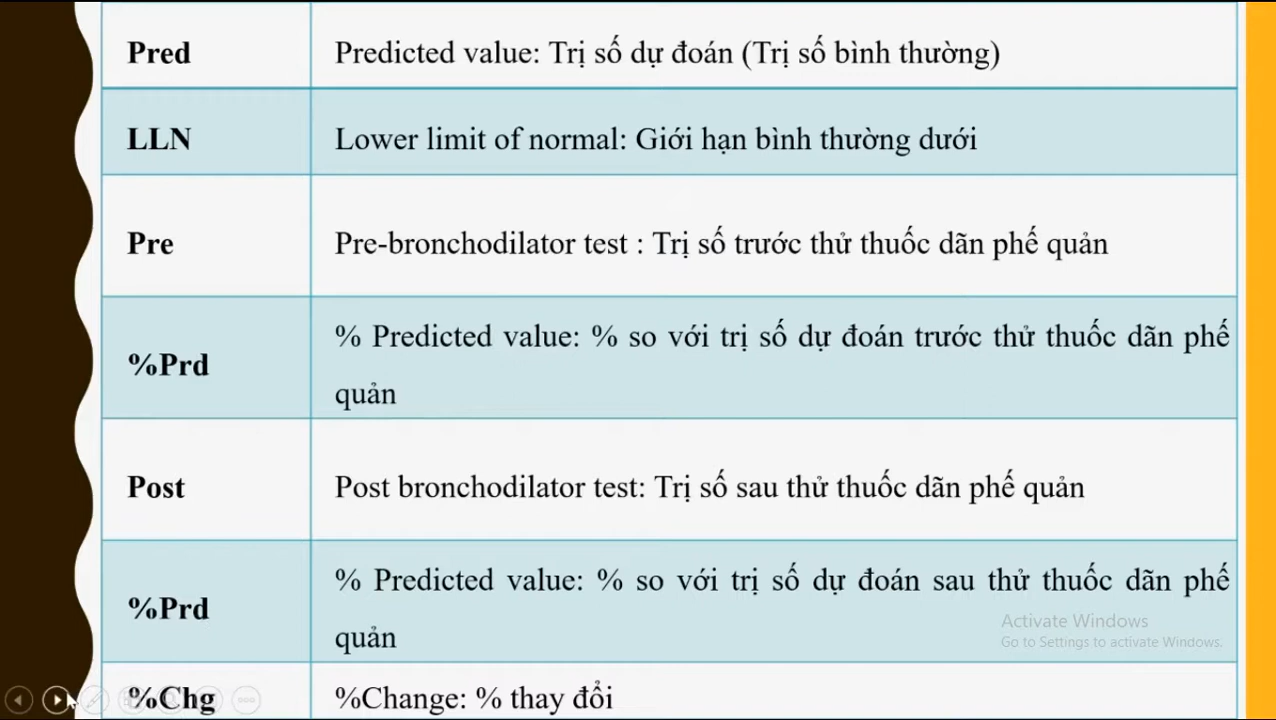 Pred Predicted value: Trị số dự đoán (Trị số bình thường)
LLN Lower limit of normal: Giới hạn bình thường dưới
Pre Pre-bronchodilator test : Trị số trước thử thuốc dãn phế quản
%Prd % Predicted value: % so với trị số dự đoán trước thử thuốc dãn phế
quản
Post Post bronchodilator test: Trị số sau thử thuốc dãn phế quản
%Prd % Predicted value: % so với trị số dự đoán sau thử thuốc dãn phế
quản
Activate Windows
Go to Settings to activate Windows.
%Chg %Change: % thay đổi